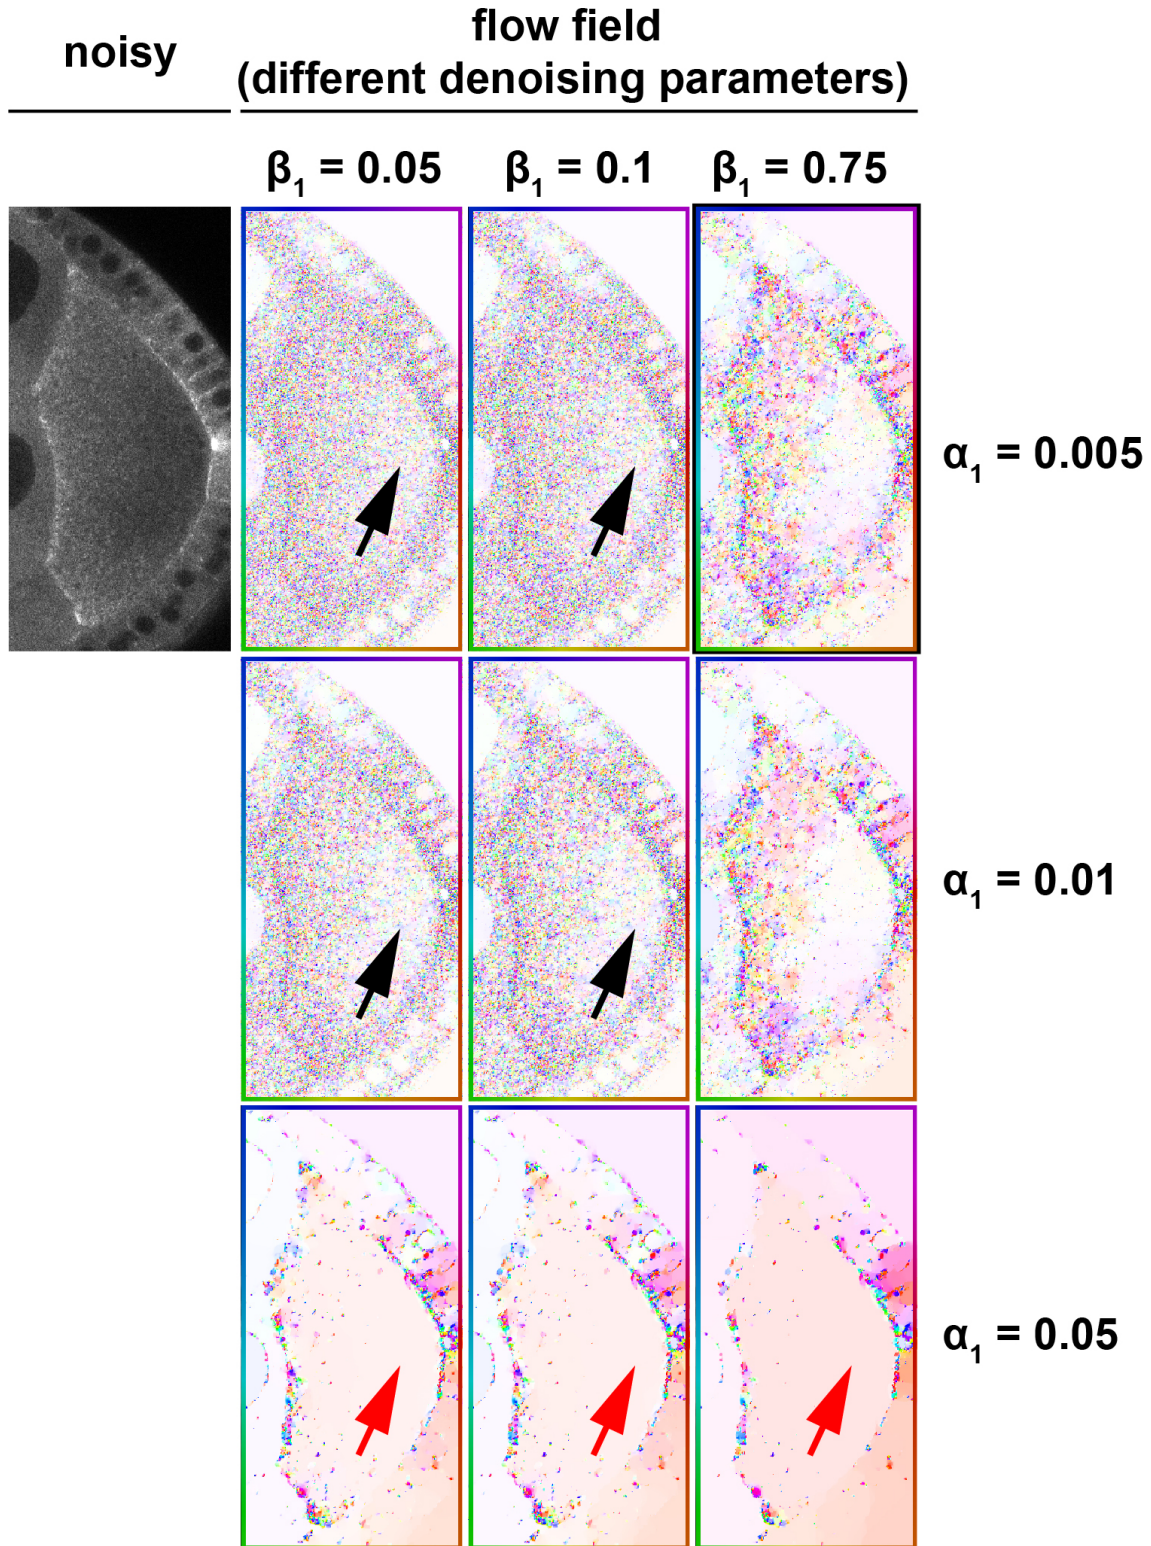 noisy
flow field
(different denoising parameters)
β₁ = 0.05
β₁ = 0.1
β₁ = 0.75
α₁ = 0.005
α₁ = 0.01
α₁ = 0.05